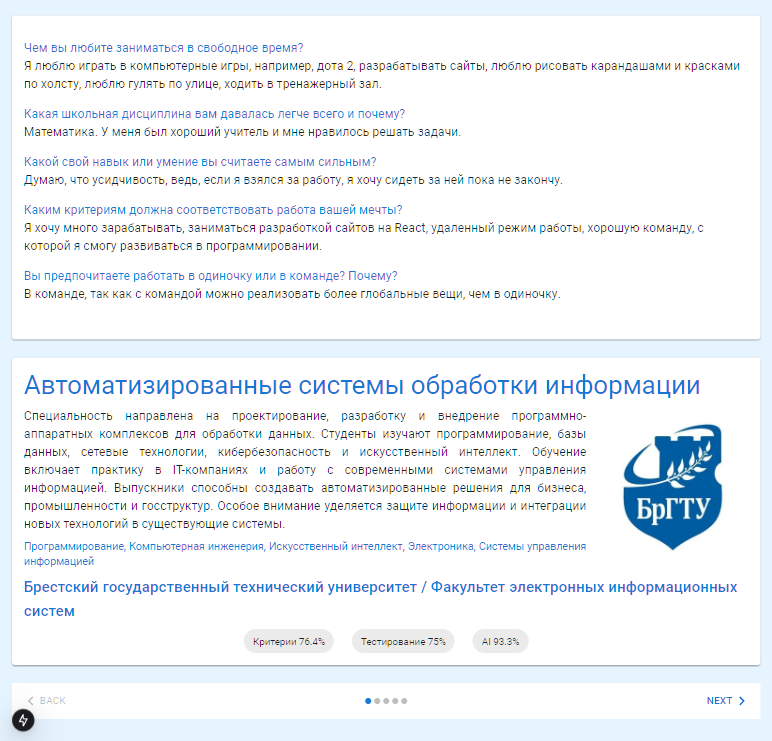 Чем вы любите заниматься в свободное время?
Я люблю играть в компьютерные игры, например, дота 2, разрабатывать сайты, люблю рисовать карандашами и красками
по холсту, люблю гулять по улице, ходить в тренажерный зал.
Какая школьная дисциплина вам давалась легче всего и почему?
Математика. У меня был хороший учитель и мне нравилось решать задачи.
Какой свой навык или умение вы считаете самым сильным?
Думаю, что усидчивость, ведь, если я взялся за работу, я хочу сидеть за ней пока не закончу.
Каким критериям должна соответствовать работа вашей мечты?
Я хочу много зарабатывать, заниматься разработкой сайтов на React, удаленный режим работы, хорошую команду, с
которой я смогу развиваться в программировании.
Вы предпочитаете работать в одиночку или в команде? Почему?
В команде, так как с командой можно реализовать более глобальные вещи, чем в одиночку.
Автоматизированные системы обработки информации
Специальность направлена на проектирование, разработку и внедрение программно-
аппаратных комплексов для обработки данных. Студенты изучают программирование, базы
данных, сетевые технологии, кибербезопасность и искусственный интеллект. Обучение
включает практику в IT-компаниях и работу с современными системами управления
информацией. Выпускники способны создавать автоматизированные решения для бизнеса,
промышленности и госструктур. Особое внимание уделяется защите информации и интеграции
новых технологий в существующие системы.
БрГТУ
Программирование, Компьютерная инженерия, Искусственный интеллект, Электроника, Системы управления
информацией
Брестский государственный технический университет / Факультет электронных информационных
систем
Критерии 76.4% Тестирование 75% AI 93.3%
BACK NEXT